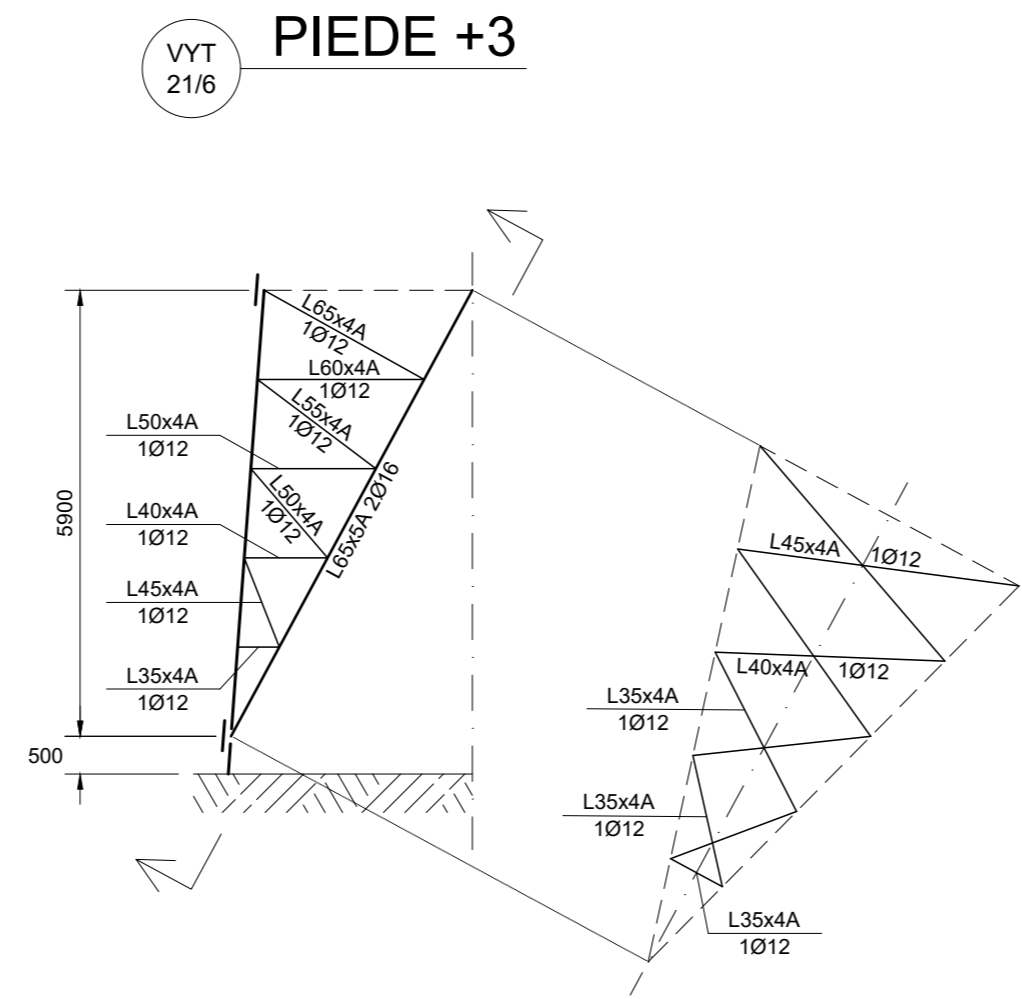 PIEDE +3
VYT
21/6
L65x4A
1Ø12
L60x4A
1Ø12
L55x4A
1Ø12
L50x4A
1Ø12
L50x4A
1Ø12
L65x5A 2Ø16
5900
L40x4A
1Ø12
L45x4A
1Ø12
L35x4A
1Ø12
500
L45x4A 1Ø12
L40x4A 1Ø12
L35x4A
1Ø12
L35x4A
1Ø12
L35x4A
1Ø12